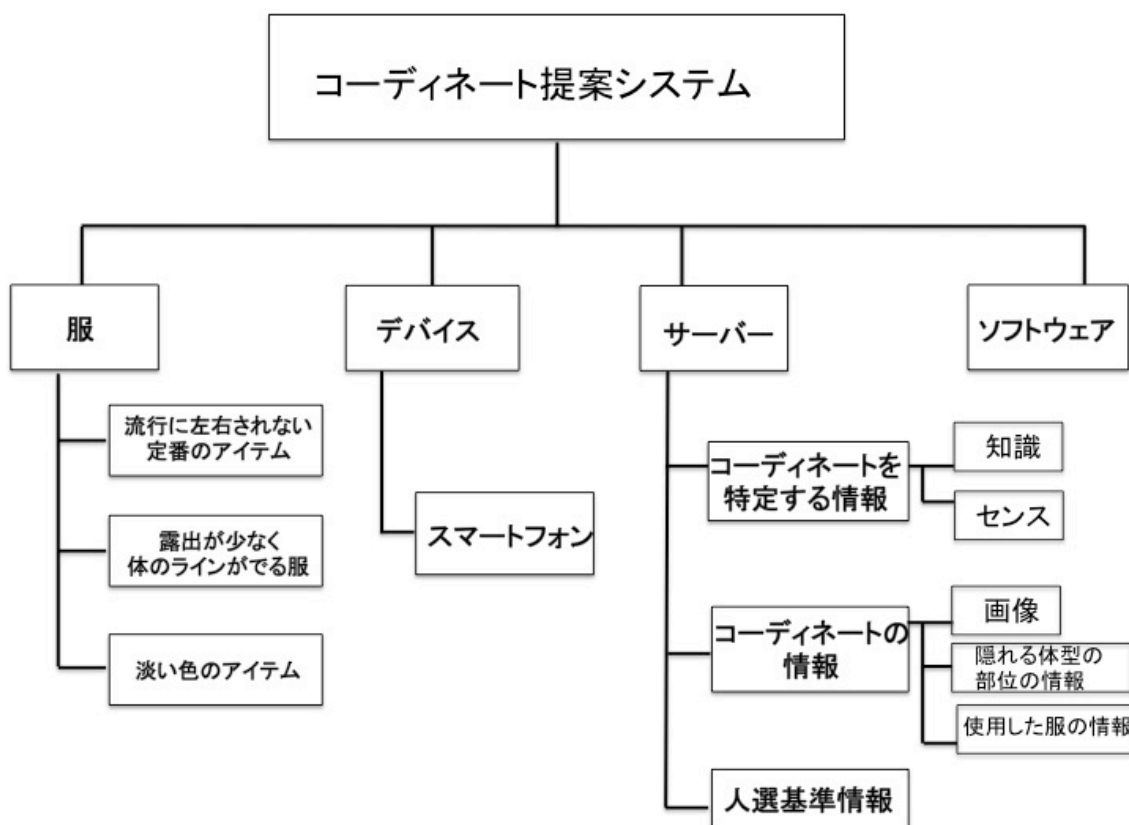 コーディネート提案システム
服
デバイス
サーバー
ソフトウェア
流行に左右されない
定番のアイテム
露出が少なく
体のラインがでる服
淡い色のアイテム
スマートフォン
コーディネートを
特定する情報
知識
センス
コーディネートの
情報
画像
隠れる体型の
部位の情報
使用した服の情報
人選基準情報